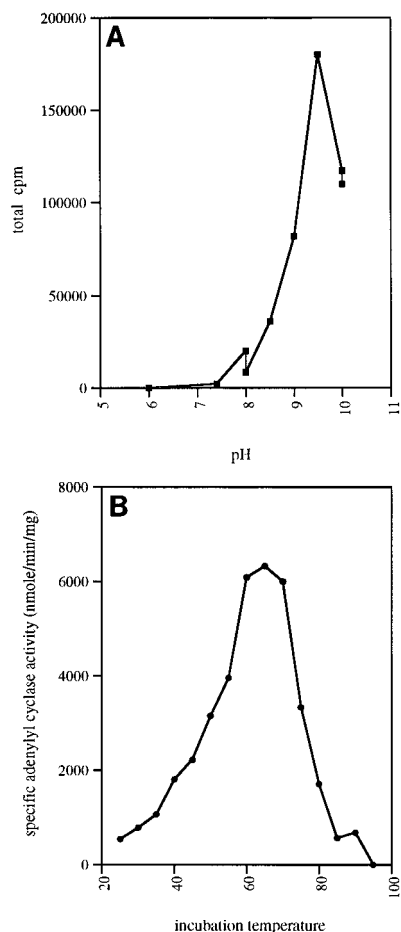 A
200000
150000
100000
50000
0
total cpm
5 6 7 8 9 10 11
pH
B
8000
6000
4000
2000
0
specific adenylyl cyclase activity (nmole/min/mg)
20 40 60 80 100
incubation temperature